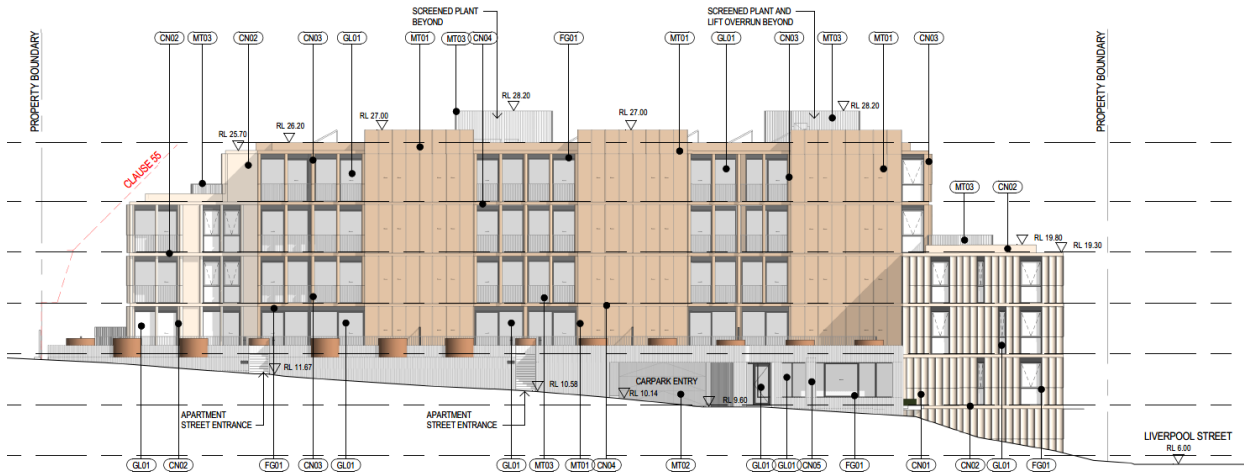 SCREENED PLANT
BEYOND
SCREENED PLANT AND
LIFT OVERRUN BEYOND
PROPERTY BOUNDARY
CN02
MT03
CN02
CN03
GL01
MT01
MT03
CN04
FG01
MT01
GL01
CN03
MT03
MT01
CN03
PROPERTY BOUNDARY
RL 28.20
RL 28.20
RL 27.00
RL 27.00
RL 26.20
RL 25.70
CLAUSE 55
MT03
CN02
RL 19.80
RL 19.30
RL 11.67
RL 10.58
CARPARK ENTRY
RL 10.14
RL 9.60
APARTMENT
STREET ENTRANCE
APARTMENT
STREET ENTRANCE
LIVERPOOL STREET
RL 6.00
GL01
CN02
FG01
CN03
GL01
GL01
MT03
MT01
CN04
MT02
GL01
GL01
CN05
FG01
CN01
CN02
GL01
FG01